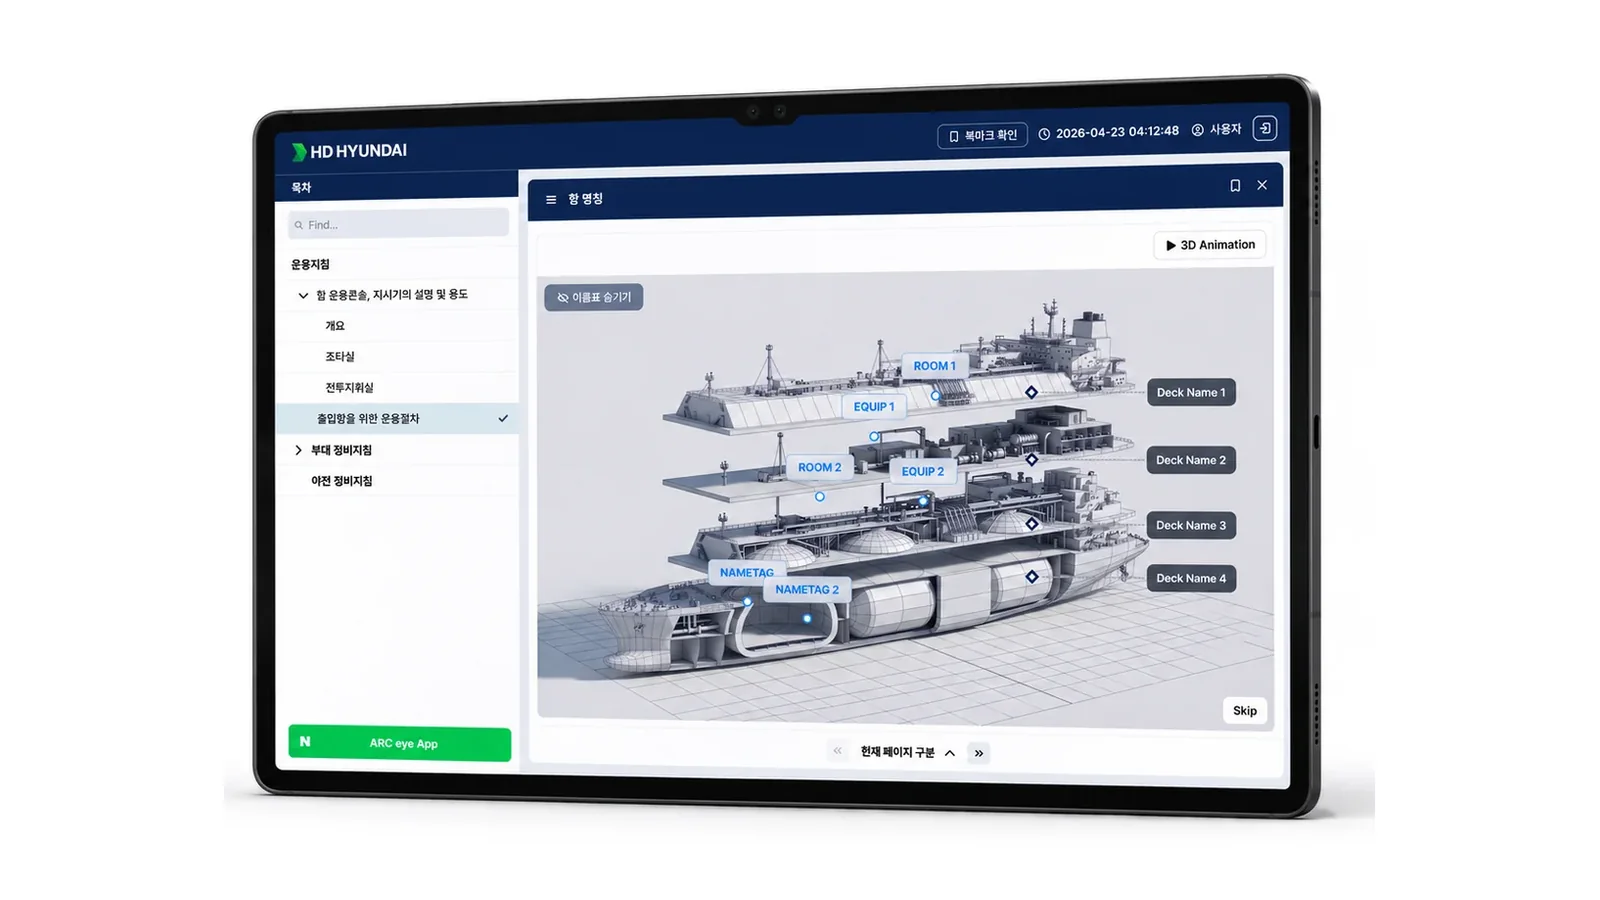 HD HYUNDAI
복마크 확인
2026-04-23 04:12:48
사용자
목차
Find...
운용지침
함 운용콘솔, 지시기의 설명 및 용도
개요
조타실
전투지휘실
출입항을 위한 운용절차
부대 정비지침
야전 정비지침
N
ARC eye App
함 명칭
3D Animation
이름표 숨기기
ROOM 1
EQUIP 1
ROOM 2
EQUIP 2
NAMETAG
NAMETAG 2
Deck Name 1
Deck Name 2
Deck Name 3
Deck Name 4
Skip
현재 페이지 구분